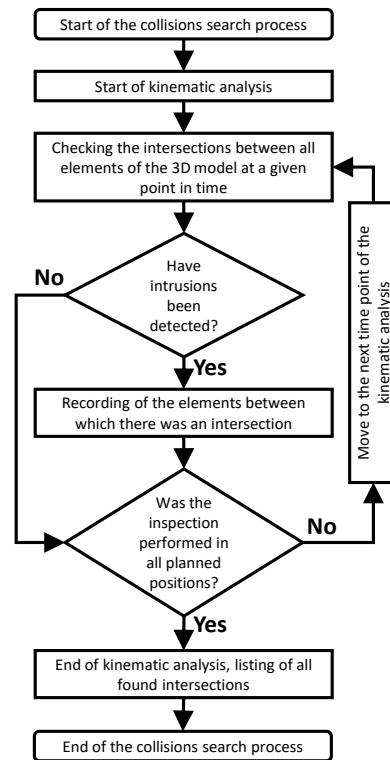 Start of the collisions search process
Start of kinematic analysis
Checking the intersections between all
elements of the 3D model at a given
point in time
Have
intrusions
been
detected?
No
Yes
Recording of the elements between
which there was an intersection
Was the
inspection
performed in
all planned
positions?
No
Move to the next time point of the
kinematic analysis
Yes
End of kinematic analysis, listing of all
found intersections
End of the collisions search process